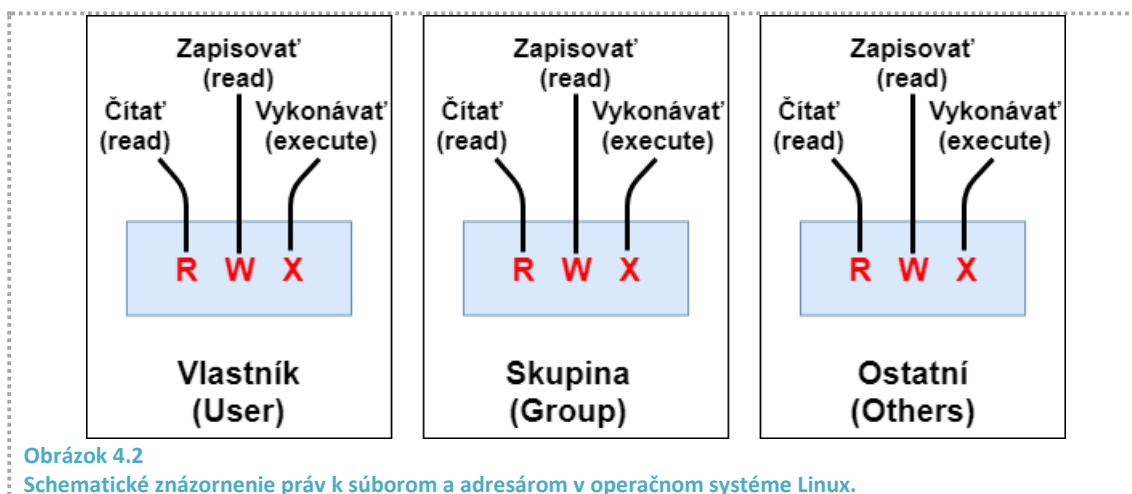 Zapisovať
(read)
Čítať
(read)
Vykonávať
(execute)
R W X
Vlastník
(User)
Zapisovať
(read)
Čítať
(read)
Vykonávať
(execute)
R W X
Skupina
(Group)
Zapisovať
(read)
Čítať
(read)
Vykonávať
(execute)
R W X
Ostatní
(Others)
Obrázok 4.2
Schematické znázornenie práv k súborom a adresárom v operačnom systéme Linux.